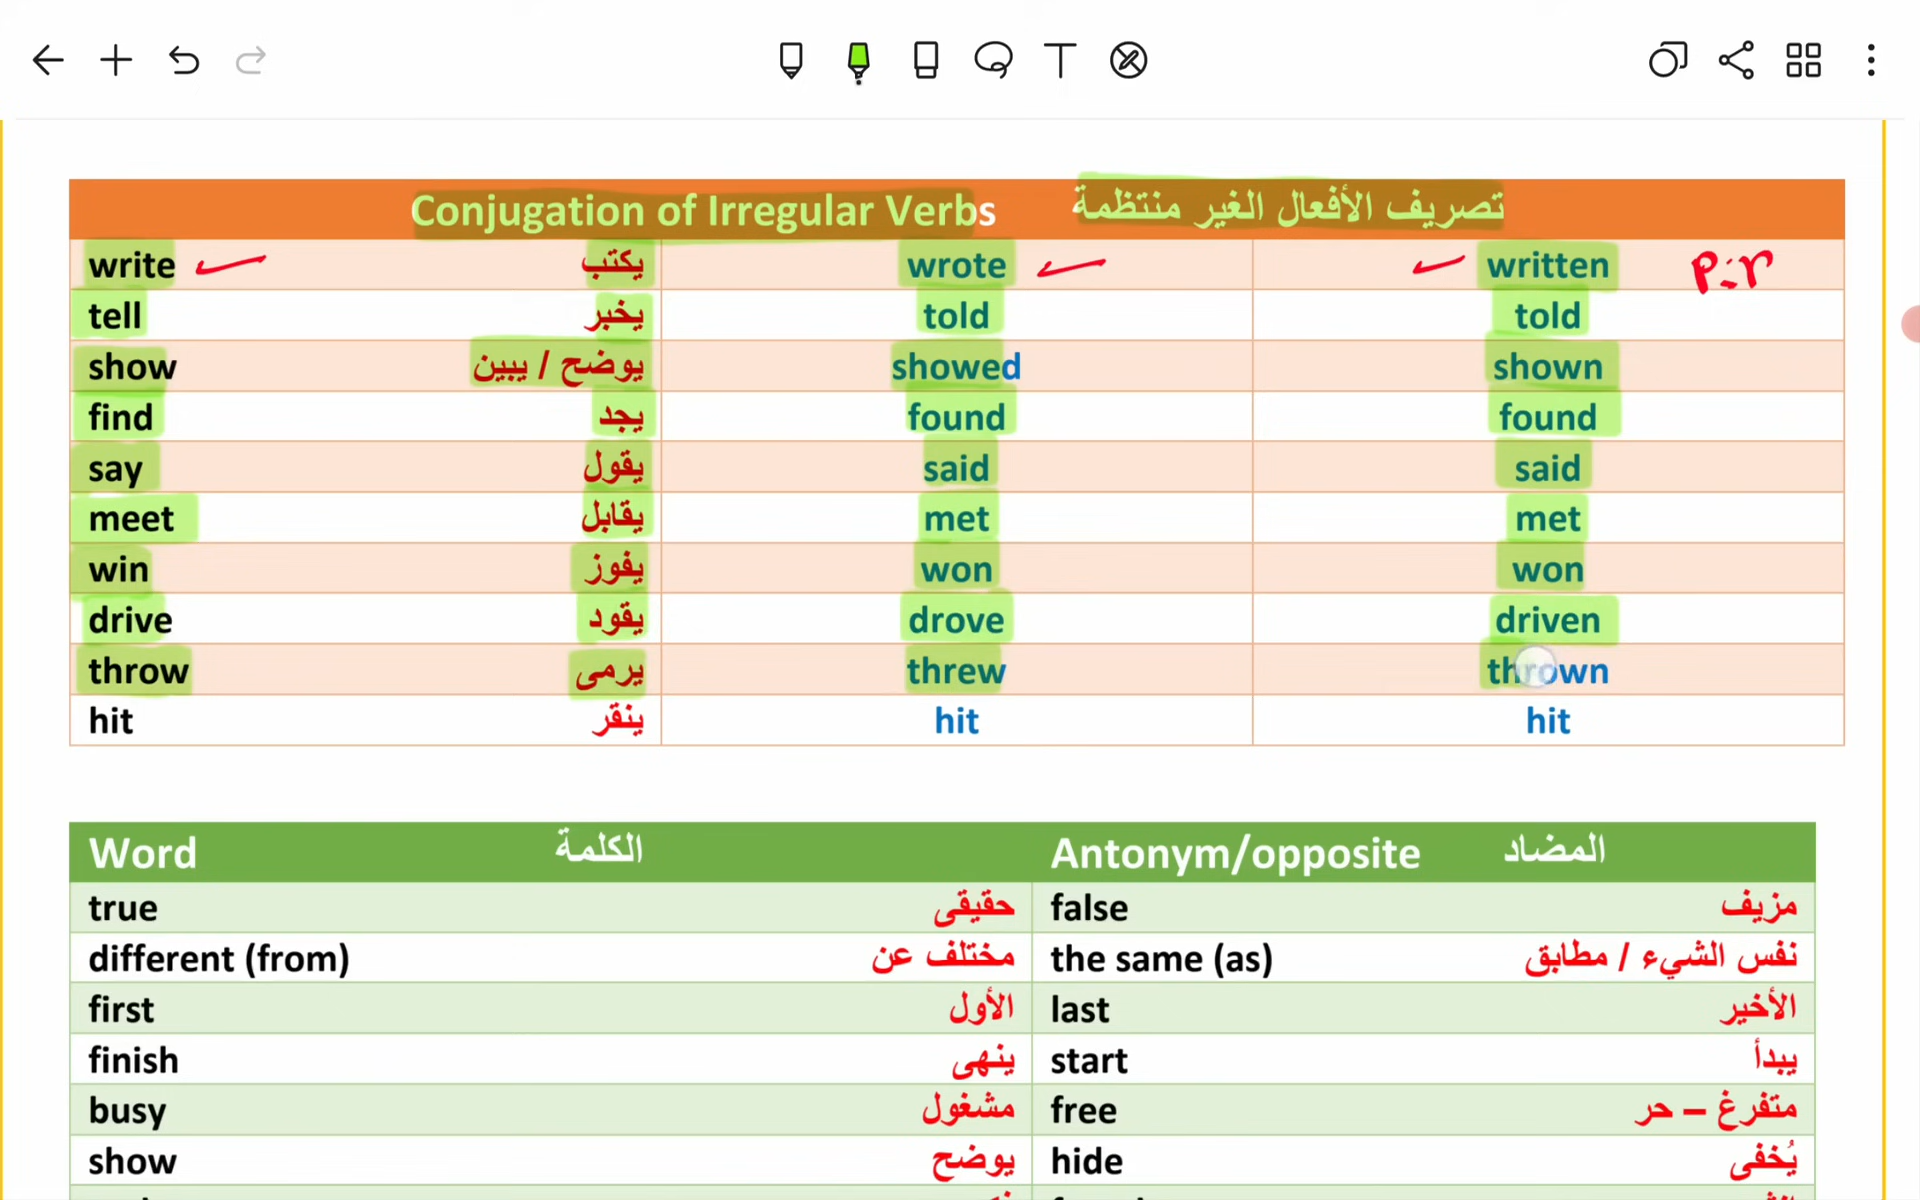 Conjugation of Irregular Verbs تصريف الأفعال الغير منتظمة
write يكتب wrote written P.P
tell يخبر told told
show يوضح / يبين showed shown
find يجد found found
say يقول said said
meet يقابل met met
win يفوز won won
drive يقود drove driven
throw يرمى threw thrown
hit ينقر hit hit
Word الكلمة Antonym/opposite المضاد
true حقيقى false مزيف
different (from) مختلف عن the same (as) نفس الشيء / مطابق
first الأول last الأخير
finish ينهى start يبدأ
busy مشغول free متفرغ – حر
show يوضح hide يُخفى